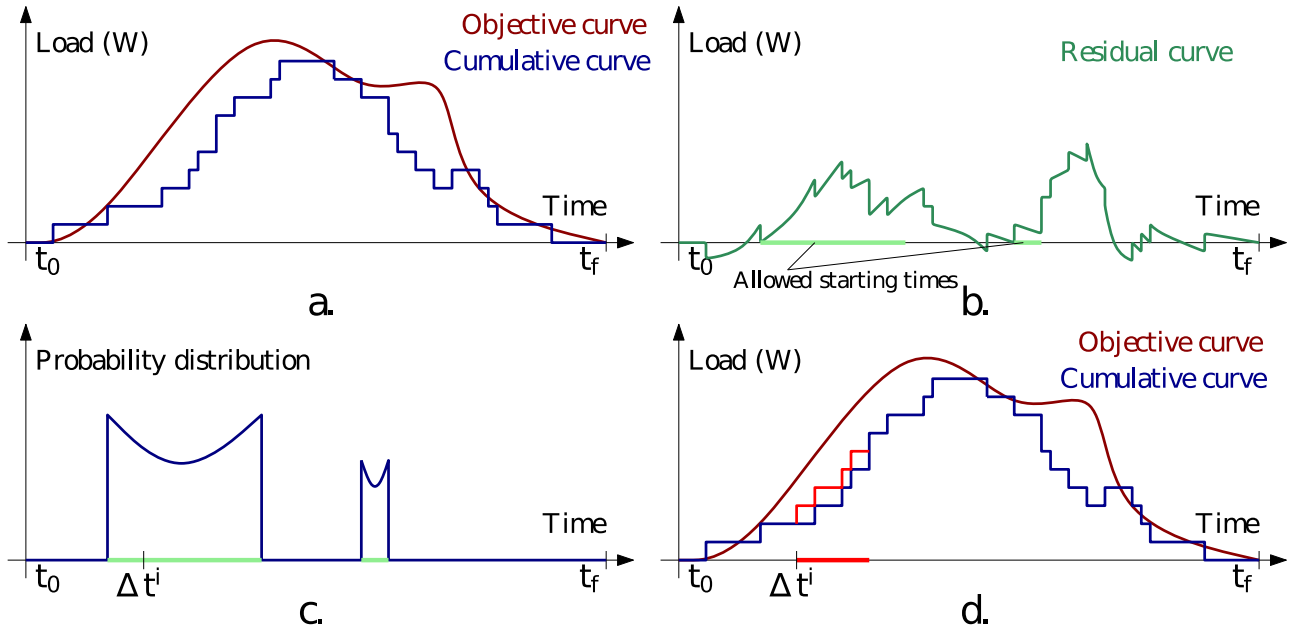 Load (W)
Objective curve
Cumulative curve
Time
t0
tf
a.
Load (W)
Residual curve
Time
t0
tf
Allowed starting times
b.
Probability distribution
Time
t0
Δti
tf
c.
Load (W)
Objective curve
Cumulative curve
Time
t0
Δti
tf
d.